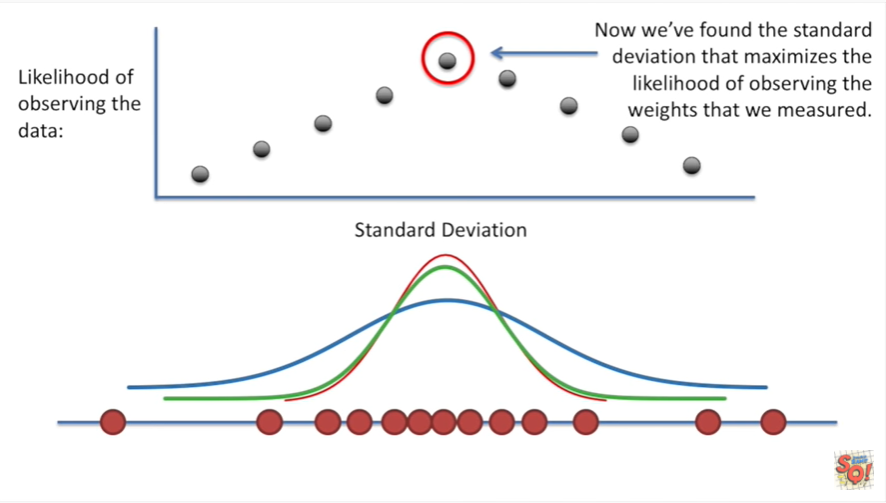 Now we’ve found the standard
deviation that maximizes the
likelihood of observing the
weights that we measured.
Likelihood of
observing the
data:
Standard Deviation
SQ!